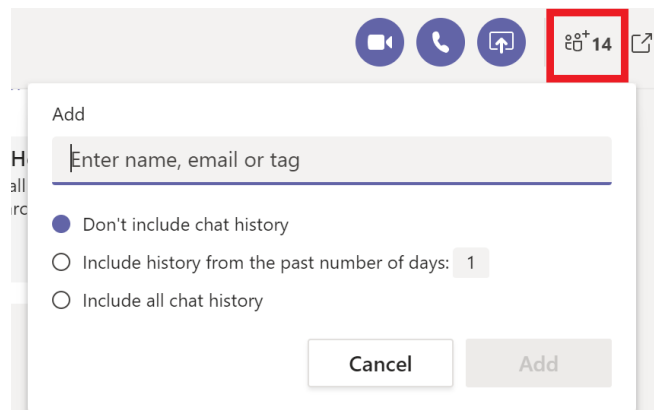 14
Add
Enter name, email or tag
Don't include chat history
Include history from the past number of days: 1
Include all chat history
Cancel
Add